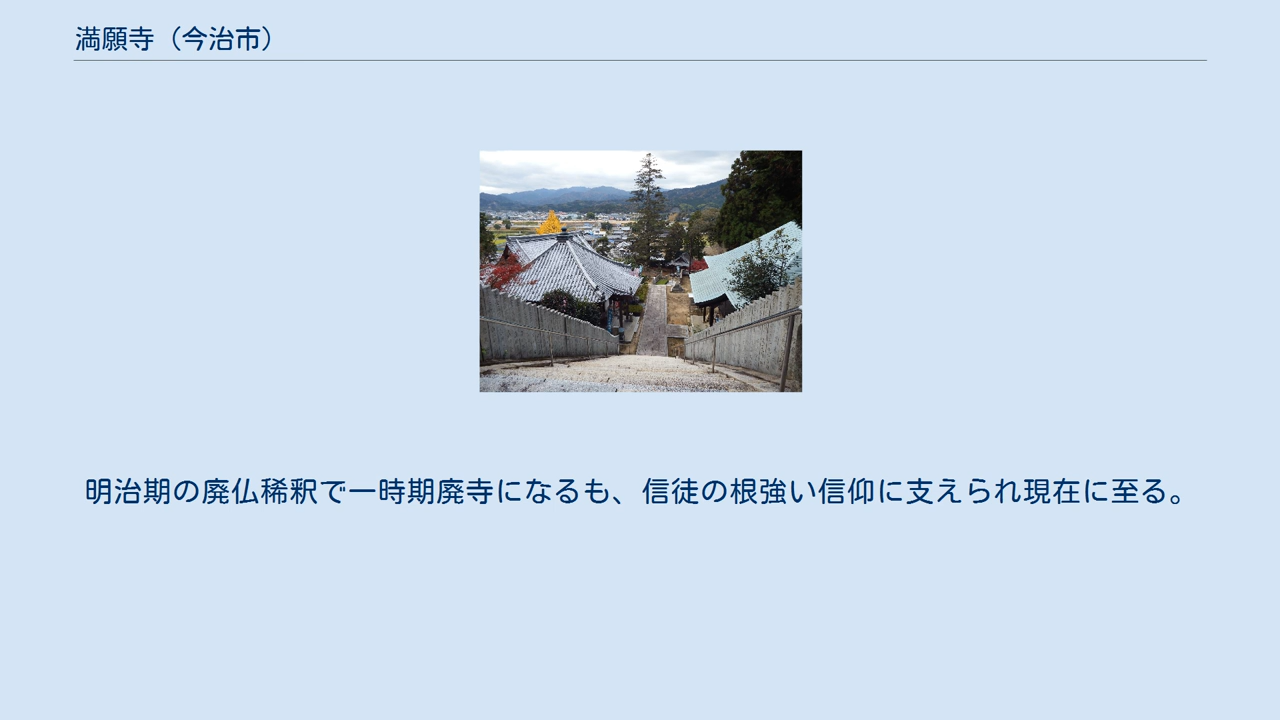 満願寺（今治市）
明治期の廃仏稀釈で一時期廃寺になるも、信徒の根強い信仰に支えられ現在に至る。